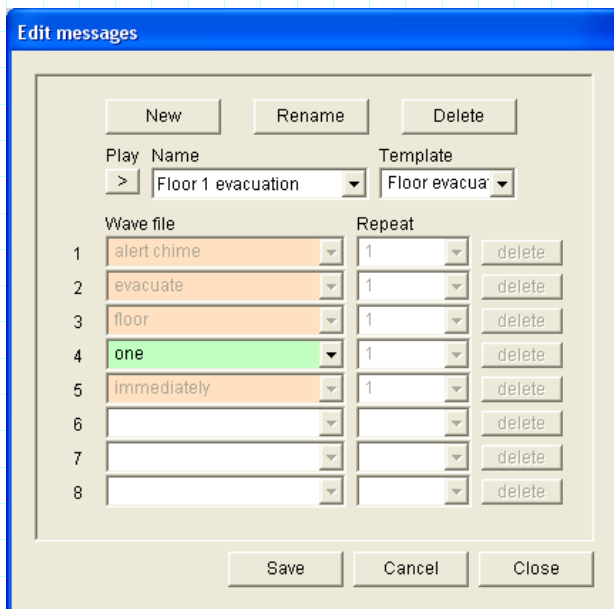 Edit messages
New Rename Delete
Play Name Template
> Floor 1 evacuation Floor evacua
Wave file Repeat
1 alert chime 1 delete
2 evacuate 1 delete
3 floor 1 delete
4 one 1 delete
5 immediately 1 delete
6 delete
7 delete
8 delete
Save Cancel Close